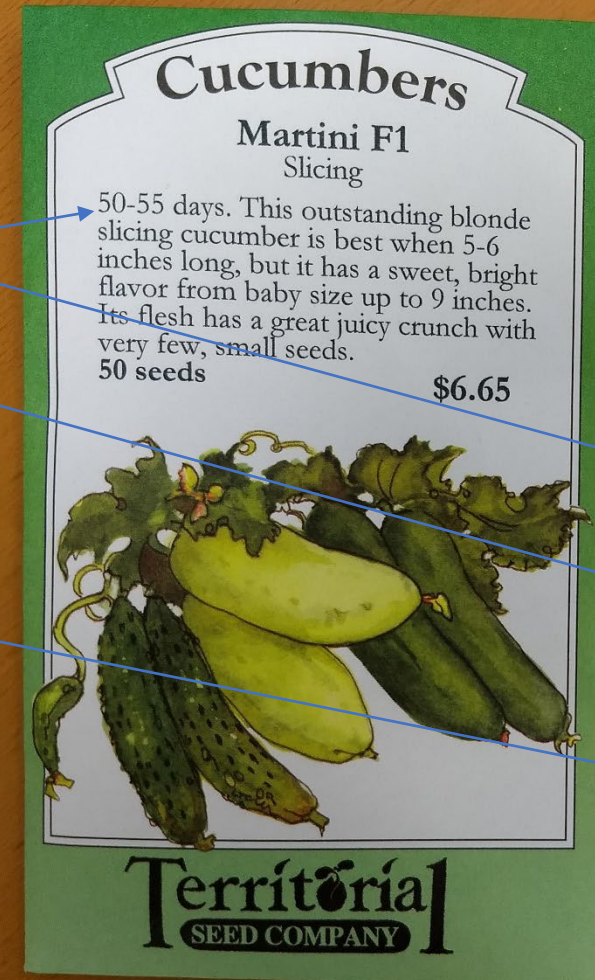 Cucumbers
Martini F1
Slicing
50-55 days. This outstanding blonde
slicing cucumber is best when 5-6
inches long, but it has a sweet, bright
flavor from baby size up to 9 inches.
Its flesh has a great juicy crunch with
very few, small seeds.
50 seeds
$6.65
Territorial
SEED COMPANY